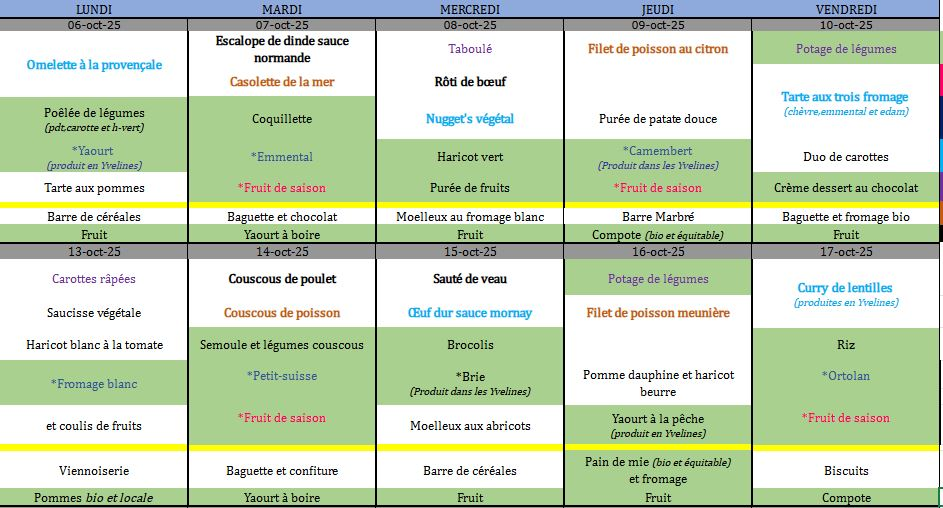 LUNDI MARDI MERCREDI JEUDI VENDREDI
06-oct-25 07-oct-25 08-oct-25 09-oct-25 10-oct-25
Omelette à la provençale
Poêlée de légumes
(pdt,carotte et h-vert)
*Yaourt
(produit en Yvelines)
Tarte aux pommes
Barre de céréales
Fruit
Escalope de dinde sauce
normande
Casolette de la mer
Coquillette
*Emmental
*Fruit de saison
Baguette et chocolat
Yaourt à boire
Taboulé
Rôti de bœuf
Nugget's végétal
Haricot vert
Purée de fruits
Moelleux au fromage blanc
Fruit
Filet de poisson au citron
Purée de patate douce
*Camembert
(Produit dans les Yvelines)
*Fruit de saison
Barre Marbré
Compote (bio et équitable)
Potage de légumes
Tarte aux trois fromage
(chèvre,emmental et edam)
Duo de carottes
Crème dessert au chocolat
Baguette et fromage bio
Fruit
13-oct-25 14-oct-25 15-oct-25 16-oct-25 17-oct-25
Carottes râpées
Saucisse végétale
Haricot blanc à la tomate
*Fromage blanc
et coulis de fruits
Viennoiserie
Pommes bio et locale
Couscous de poulet
Couscous de poisson
Semoule et légumes couscous
*Petit-suisse
*Fruit de saison
Baguette et confiture
Yaourt à boire
Sauté de veau
Œuf dur sauce mornay
Brocolis
*Brie
(Produit dans les Yvelines)
Moelleux aux abricots
Barre de céréales
Fruit
Potage de légumes
Filet de poisson meunière
Pomme dauphine et haricot
beurre
Yaourt à la pêche
(produit en Yvelines)
Pain de mie (bio et équitable)
et fromage
Fruit
Curry de lentilles
(produites en Yvelines)
Riz
*Ortolan
*Fruit de saison
Biscuits
Compote